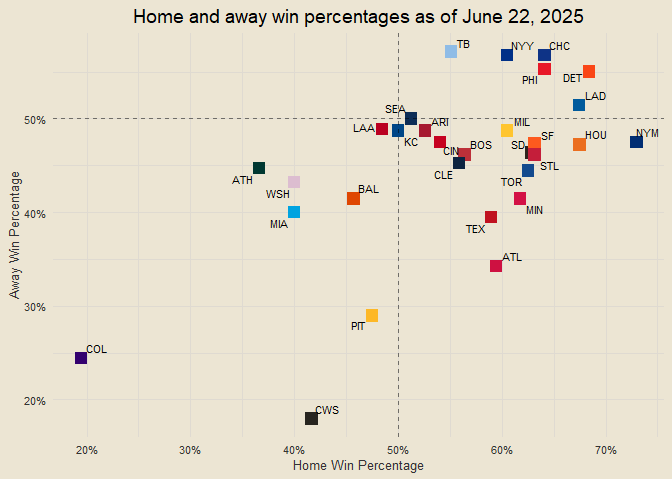 Home and away win percentages as of June 22, 2025
TB
NYY
CHC
PHI
DET
LAD
50%
SEA
LAA
KC
ARI
MIL
CIN
BOS
SD
SF
HOU
NYM
CLE
STL
TOR
ATH
WSH
BAL
MIN
40%
MIA
TEX
ATL
30%
PIT
COL
20%
CWS
20%
30%
40%
50%
60%
70%
Home Win Percentage
Away Win Percentage